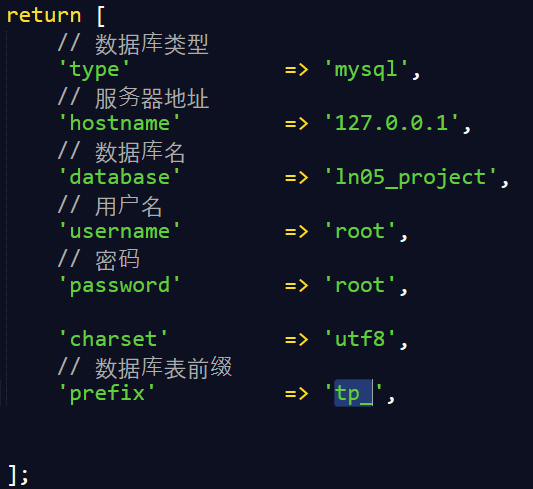 return [
// 数据库类型
'type' => 'mysql',
// 服务器地址
'hostname' => '127.0.0.1',
// 数据库名
'database' => 'ln05_project',
// 用户名
'username' => 'root',
// 密码
'password' => 'root',
'charset' => 'utf8',
// 数据库表前缀
'prefix' => 'tp_',
];